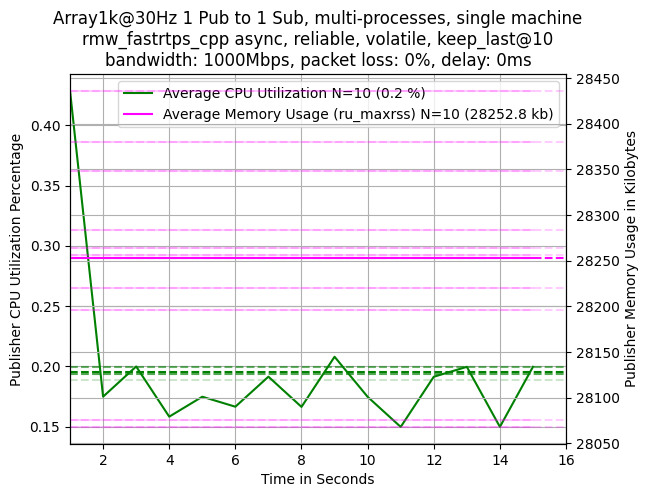 Array1k@30Hz 1 Pub to 1 Sub, multi-processes, single machine
rmw_fastrtps_cpp async, reliable, volatile, keep_last@10
bandwidth: 1000Mbps, packet loss: 0%, delay: 0ms
Average CPU Utilization N=10 (0.2 %)
Average Memory Usage (ru_maxrss) N=10 (28252.8 kb)
Publisher CPU Utilization Percentage
0.40
0.35
0.30
0.25
0.20
0.15
28450
28400
28350
28300
28250
28200
28150
28100
28050
Publisher Memory Usage in Kilobytes
2 4 6 8 10 12 14 16
Time in Seconds